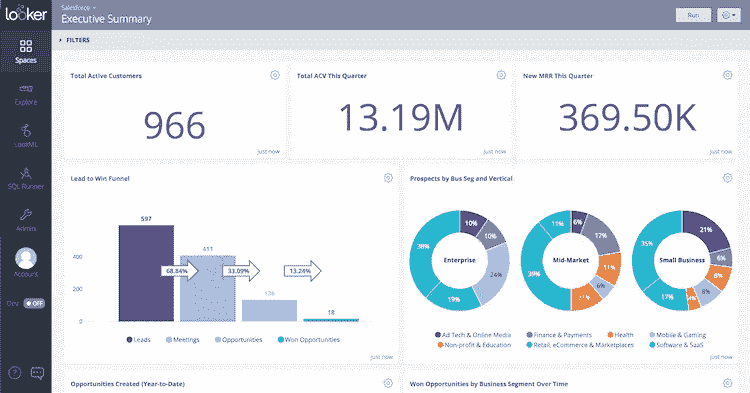 looker
Salesforce
Executive Summary
Run
FILTERS
Spaces
Explore
LookML
SQL Runner
Admin
Account
Dev OFF
Total Active Customers
966
just now
Total ACV This Quarter
13.19M
just now
New MRR This Quarter
369.50K
just now
Lead to Win Funnel
597
411
136
18
68.84%
33.09%
13.24%
400
200
0
Leads Meetings Opportunities Won Opportunities
just now
Prospects by Bus Seg and Vertical
Enterprise
10%
10%
24%
19%
38%
Mid-Market
6%
17%
11%
6%
39%
11%
Small Business
21%
6%
8%
8%
17%
35%
Ad Tech & Online Media Finance & Payments Health Mobile & Gaming
Non-profit & Education Retail, eCommerce & Marketplaces Software & SaaS
just now
Opportunities Created (Year-to-Date)
Won Opportunities by Business Segment Over Time